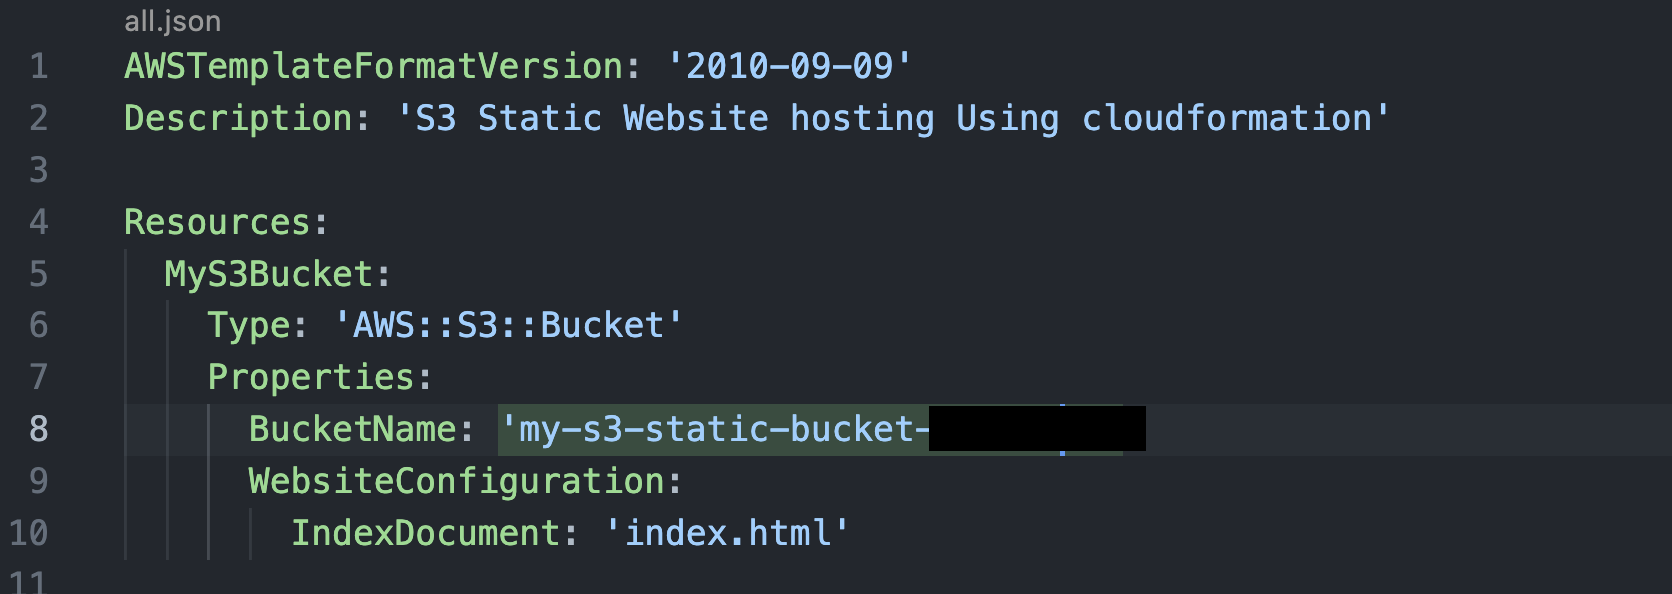 all.json
1 AWSTemplateFormatVersion: '2010-09-09'
2 Description: 'S3 Static Website hosting Using cloudformation'
3
4 Resources:
5 MyS3Bucket:
6 Type: 'AWS::S3::Bucket'
7 Properties:
8 BucketName: 'my-s3-static-bucket-
9 WebsiteConfiguration:
10 IndexDocument: 'index.html'
11